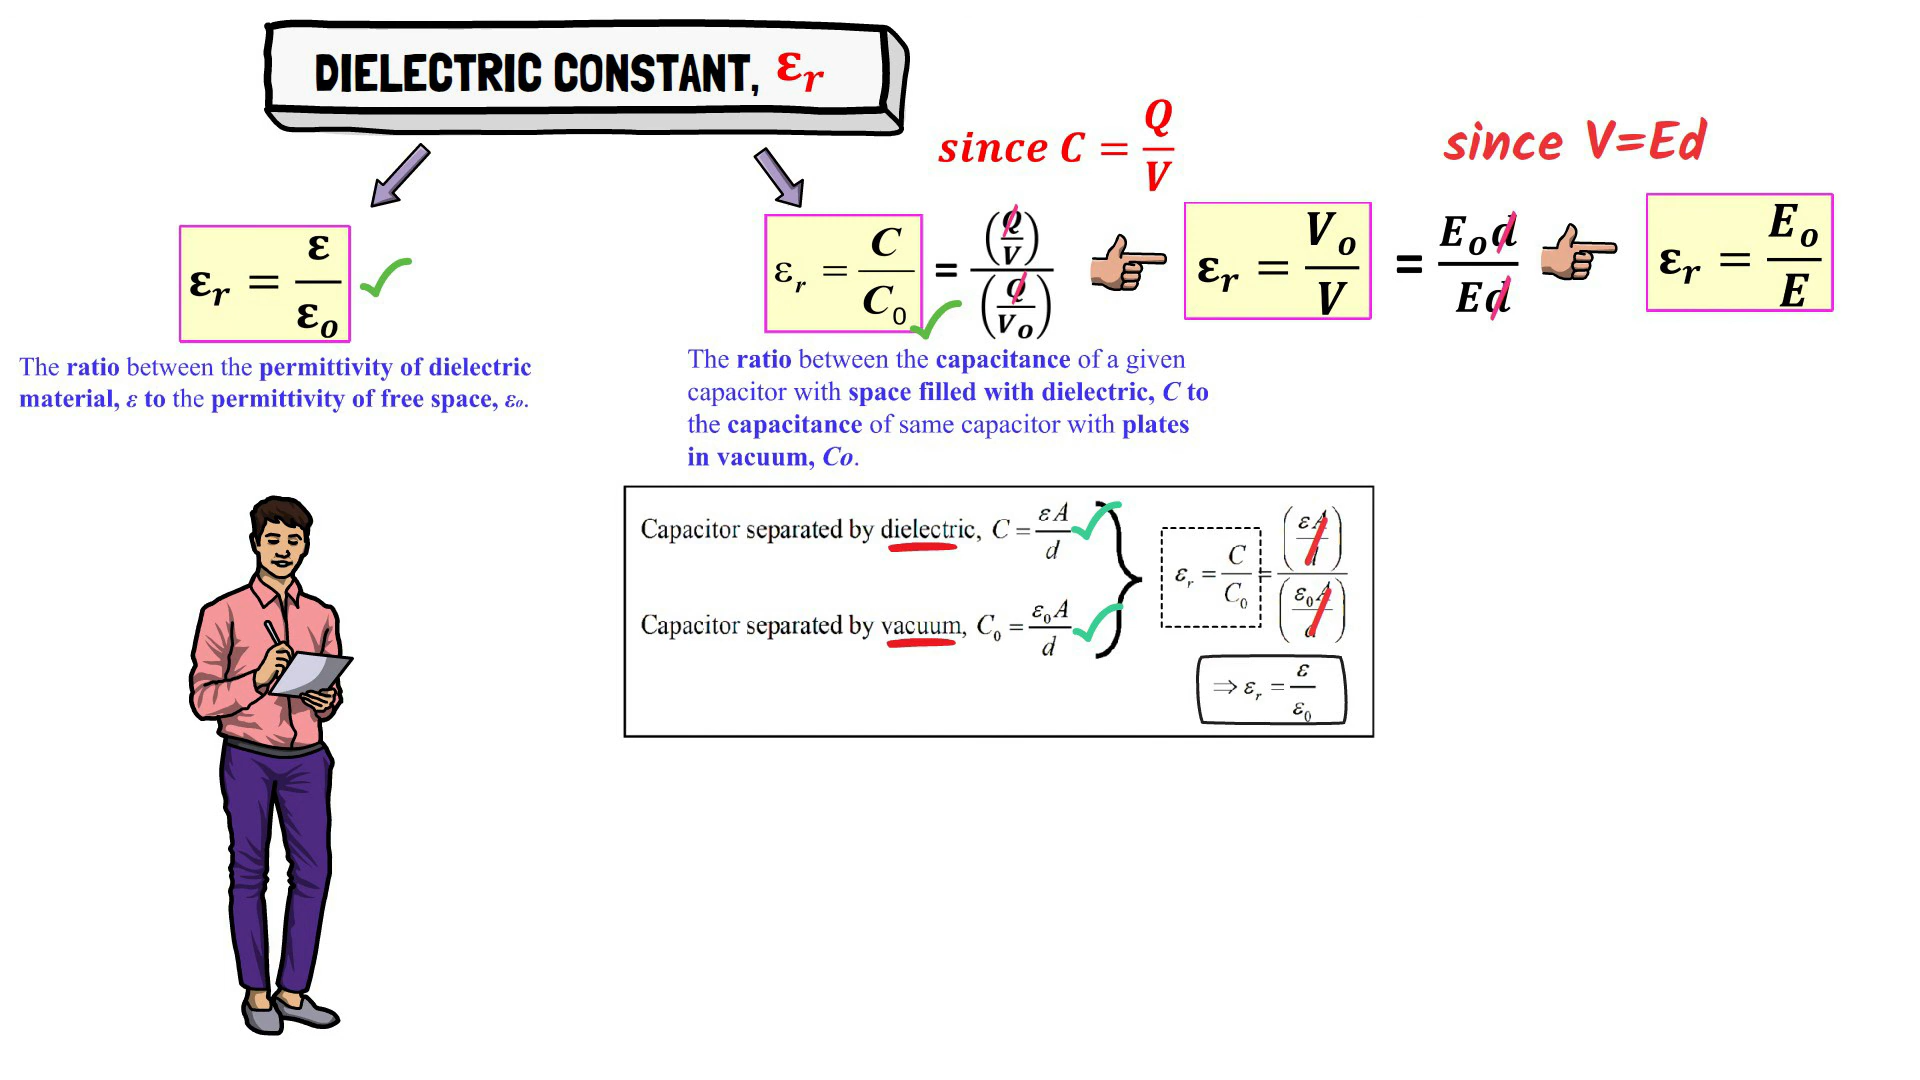 DIELECTRIC CONSTANT, εr
since C = Q/V
since V=Ed
εr = ε/εo
εr = C/C0 = (Q/V)/(Q/Vo)
εr = Vo/V = Eod/Ed
εr = Eo/E
The ratio between the permittivity of dielectric
material, ε to the permittivity of free space, εo.
The ratio between the capacitance of a given
capacitor with space filled with dielectric, C to
the capacitance of same capacitor with plates
in vacuum, Co.
Capacitor separated by dielectric, C = εA/d
Capacitor separated by vacuum, C0 = ε0A/d
εr = C/C0 = (εA/d)/(ε0A/d)
⇒ εr = ε/ε0